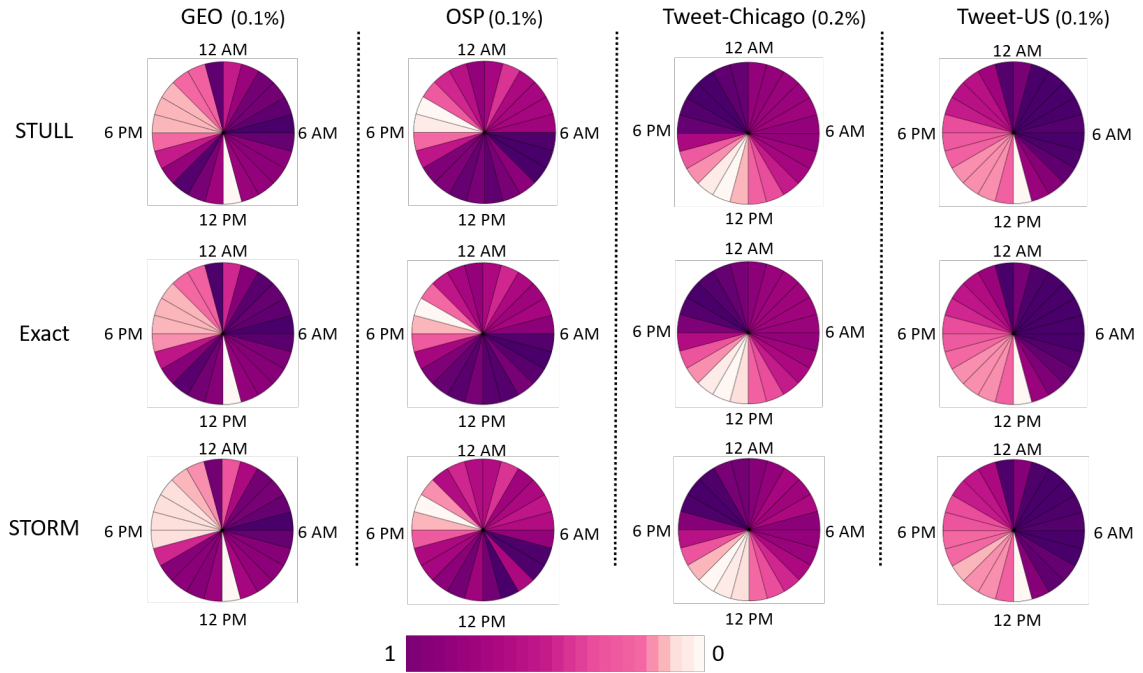 GEO (0.1%) OSP (0.1%) Tweet-Chicago (0.2%) Tweet-US (0.1%)
12 AM 12 AM 12 AM 12 AM
STULL 6 PM 6 AM 6 PM 6 AM 6 PM 6 AM 6 PM 6 AM
12 PM 12 PM 12 PM 12 PM
12 AM 12 AM 12 AM 12 AM
Exact 6 PM 6 AM 6 PM 6 AM 6 PM 6 AM 6 PM 6 AM
12 PM 12 PM 12 PM 12 PM
12 AM 12 AM 12 AM 12 AM
STORM 6 PM 6 AM 6 PM 6 AM 6 PM 6 AM 6 PM 6 AM
12 PM 12 PM 12 PM 12 PM
1 0